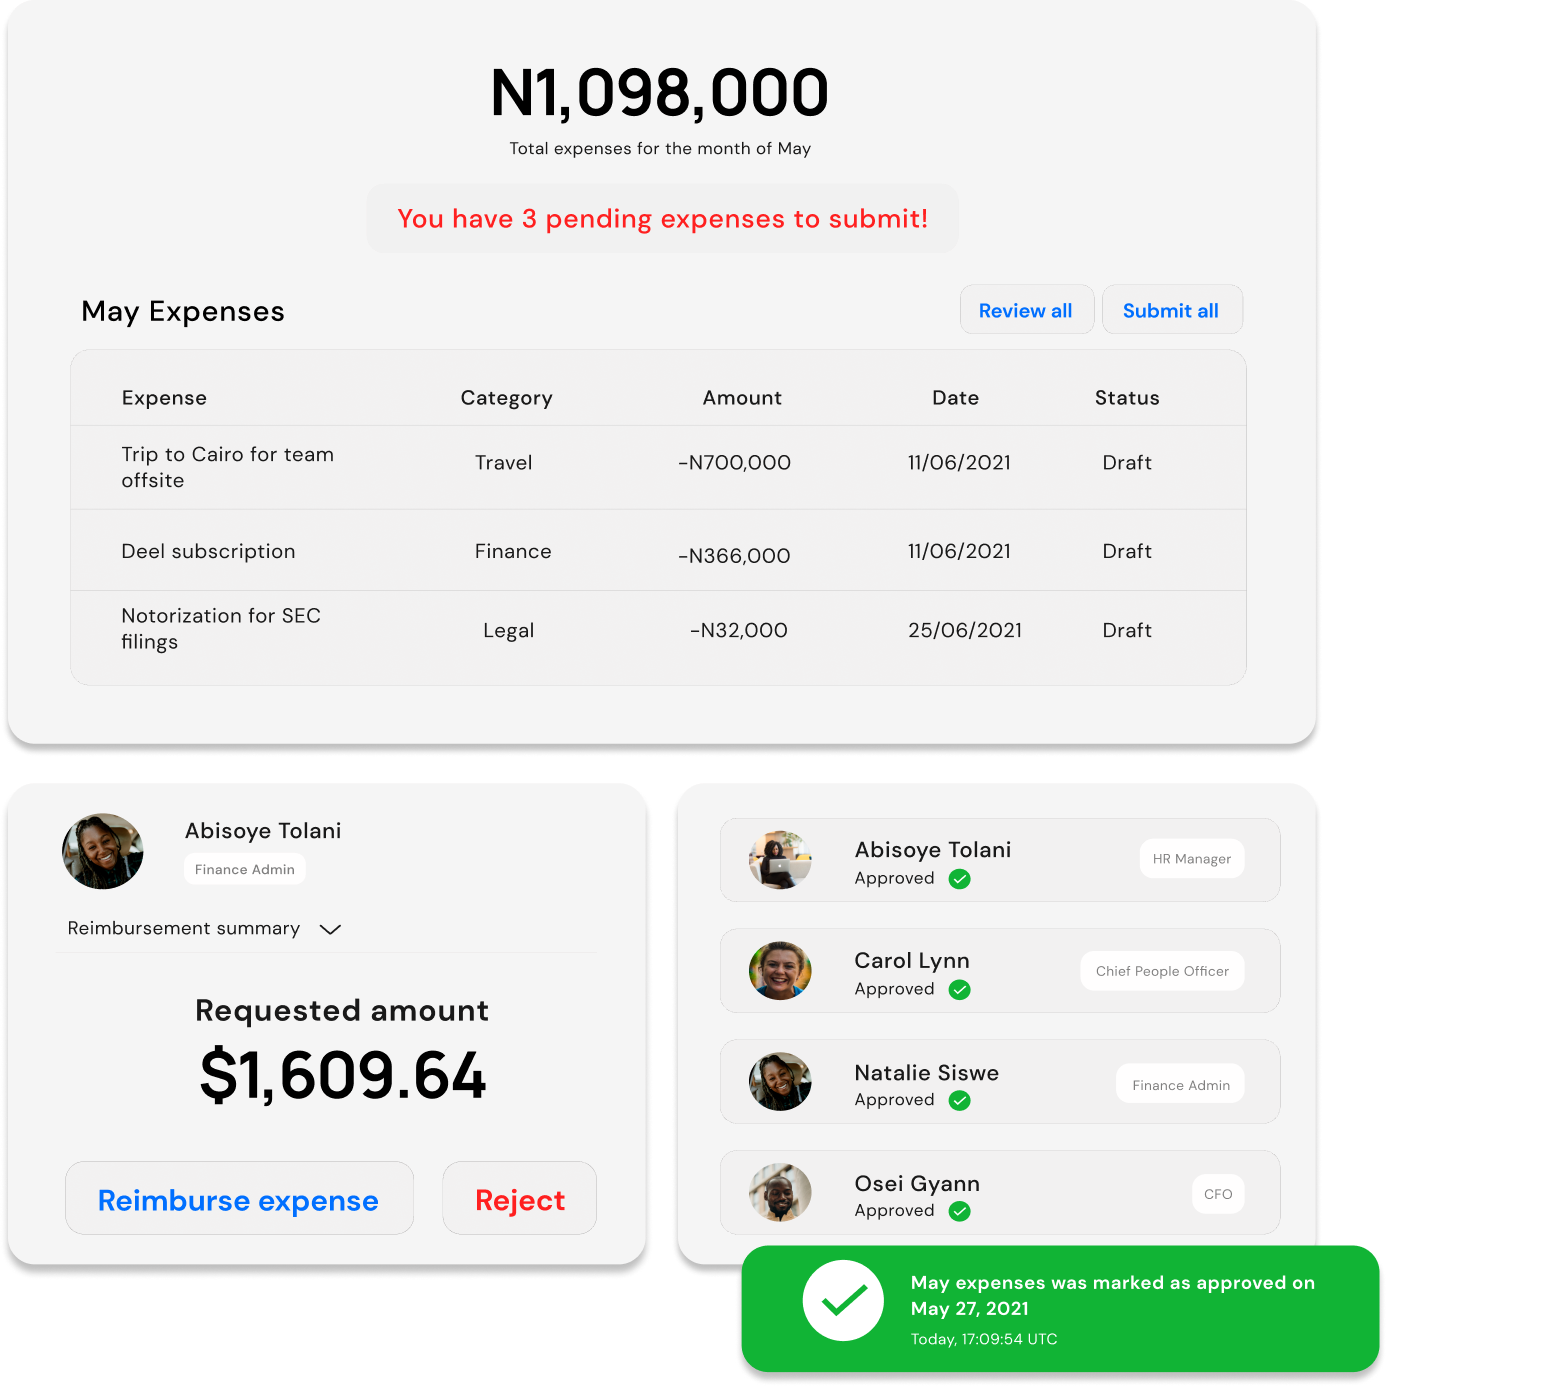 N1,098,000
Total expenses for the month of May
You have 3 pending expenses to submit!
May Expenses
Review all
Submit all
Expense Category Amount Date Status
Trip to Cairo for team
offsite
Travel -N700,000 11/06/2021 Draft
Deel subscription Finance -N366,000 11/06/2021 Draft
Notorization for SEC
filings
Legal -N32,000 25/06/2021 Draft
Abisoye Tolani
Finance Admin
Reimbursement summary
Requested amount
$1,609.64
Reimburse expense
Reject
Abisoye Tolani
Approved
HR Manager
Carol Lynn
Approved
Chief People Officer
Natalie Siswe
Approved
Finance Admin
Osei Gyann
Approved
CFO
May expenses was marked as approved on
May 27, 2021
Today, 17:09:54 UTC